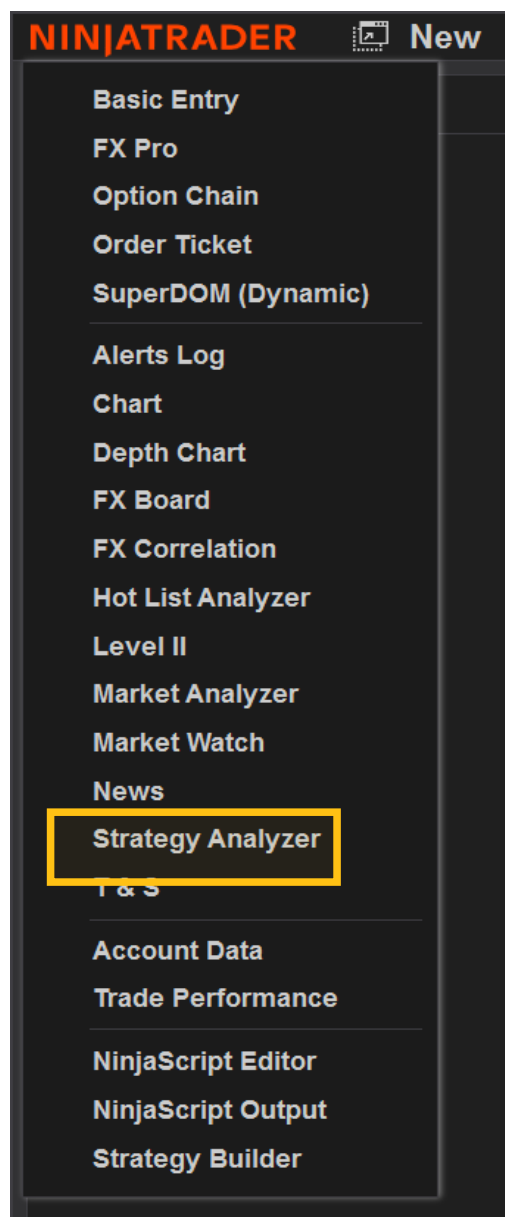 NINJATRADER New
Basic Entry
FX Pro
Option Chain
Order Ticket
SuperDOM (Dynamic)
Alerts Log
Chart
Depth Chart
FX Board
FX Correlation
Hot List Analyzer
Level II
Market Analyzer
Market Watch
News
Strategy Analyzer
T & S
Account Data
Trade Performance
NinjaScript Editor
NinjaScript Output
Strategy Builder